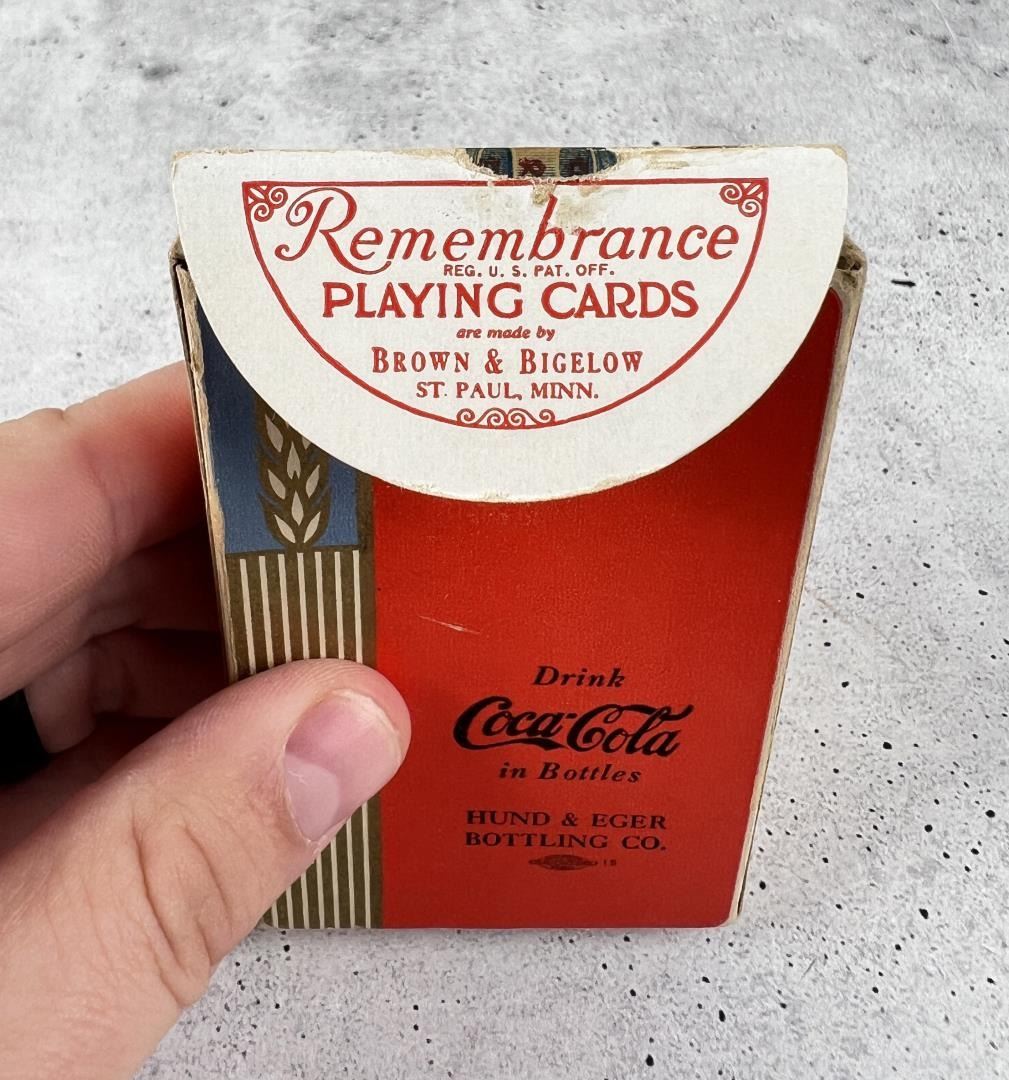 Remembrance
REG. U. S. PAT. OFF.
PLAYING CARDS
are made by
BROWN & BIGELOW
ST. PAUL, MINN.
Drink
Coca-Cola
in Bottles
HUND & EGER
BOTTLING CO.